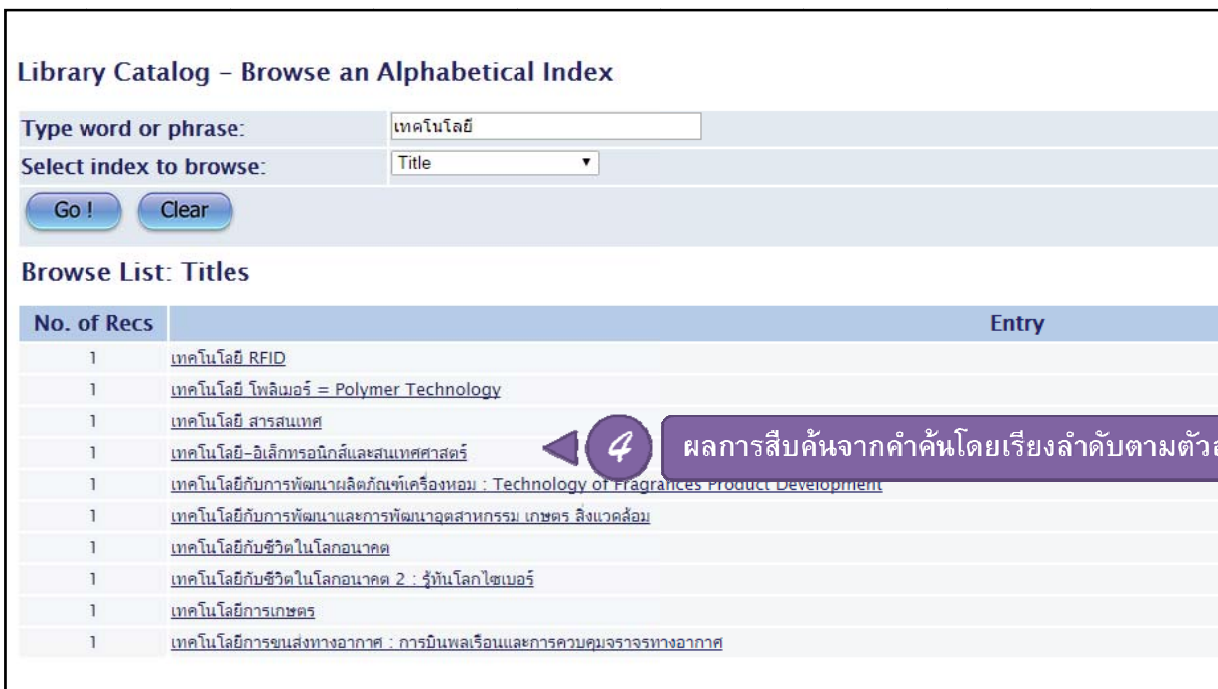 Library Catalog – Browse an Alphabetical Index
Type word or phrase: เทคโนโลยี
Select index to browse: Title
Go ! Clear
Browse List: Titles
No. of Recs Entry
1 เทคโนโลยี RFID
1 เทคโนโลยี โพลิเมอร์ = Polymer Technology
1 เทคโนโลยี สารสนเทศ
4 ผลการสืบค้นจากคำค้นโดยเรียงลำดับตามตัวอ
1 เทคโนโลยี-อิเล็กทรอนิกส์และสนเทศศาสตร์
1 เทคโนโลยีกับการพัฒนาผลิตภัณฑ์เครื่องหอม : Technology of Fragrances Product Development
1 เทคโนโลยีกับการพัฒนาและการพัฒนาอุตสาหกรรม เกษตร สิ่งแวดล้อม
1 เทคโนโลยีกับชีวิตในโลกอนาคต
1 เทคโนโลยีกับชีวิตในโลกอนาคต 2 : รู้ทันโลกไซเบอร์
1 เทคโนโลยีการเกษตร
1 เทคโนโลยีการขนส่งทางอากาศ : การบินพลเรือนและการควบคุมจราจรทางอากาศ